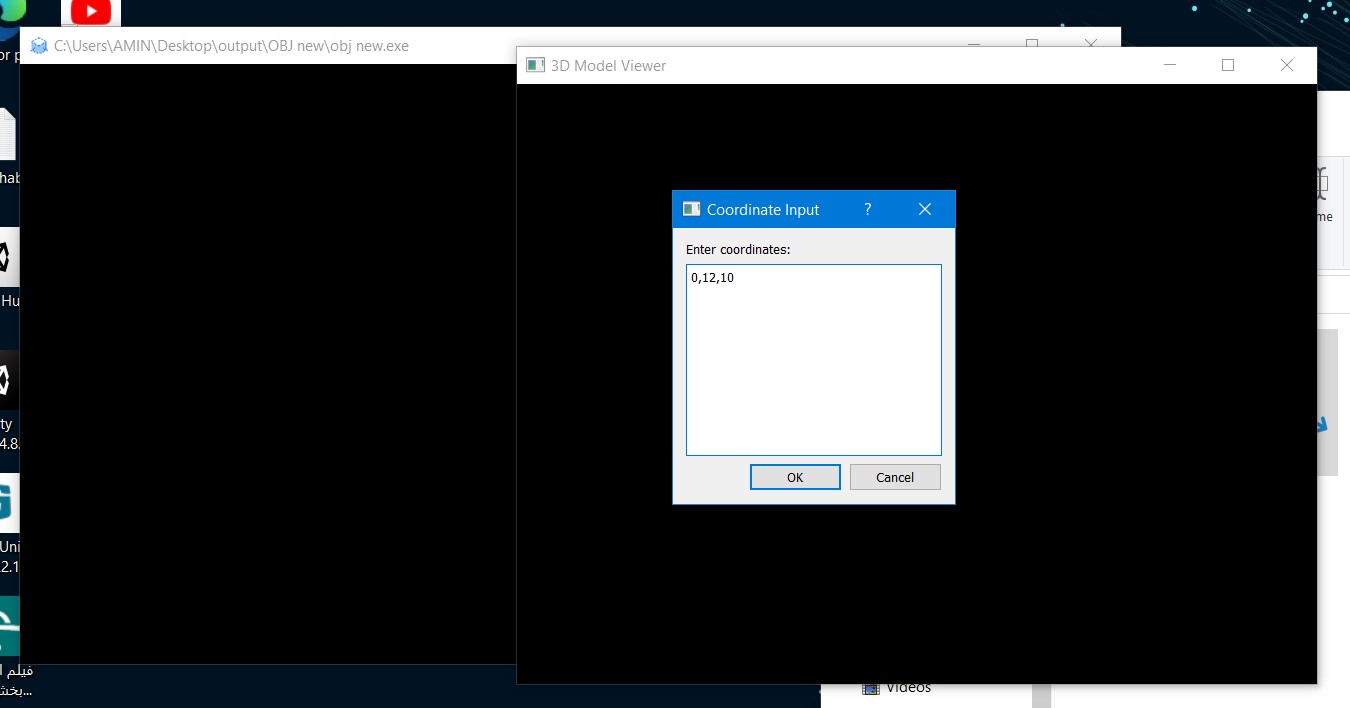 C:\Users\AMIN\Desktop\output\OBJ new\obj new.exe
3D Model Viewer
Coordinate Input
?
Enter coordinates:
0,12,10
OK
Cancel
or p
hab
me
Hu
ty
4.8.
Uni
2.1
فیلم ا
بخش...
Videos